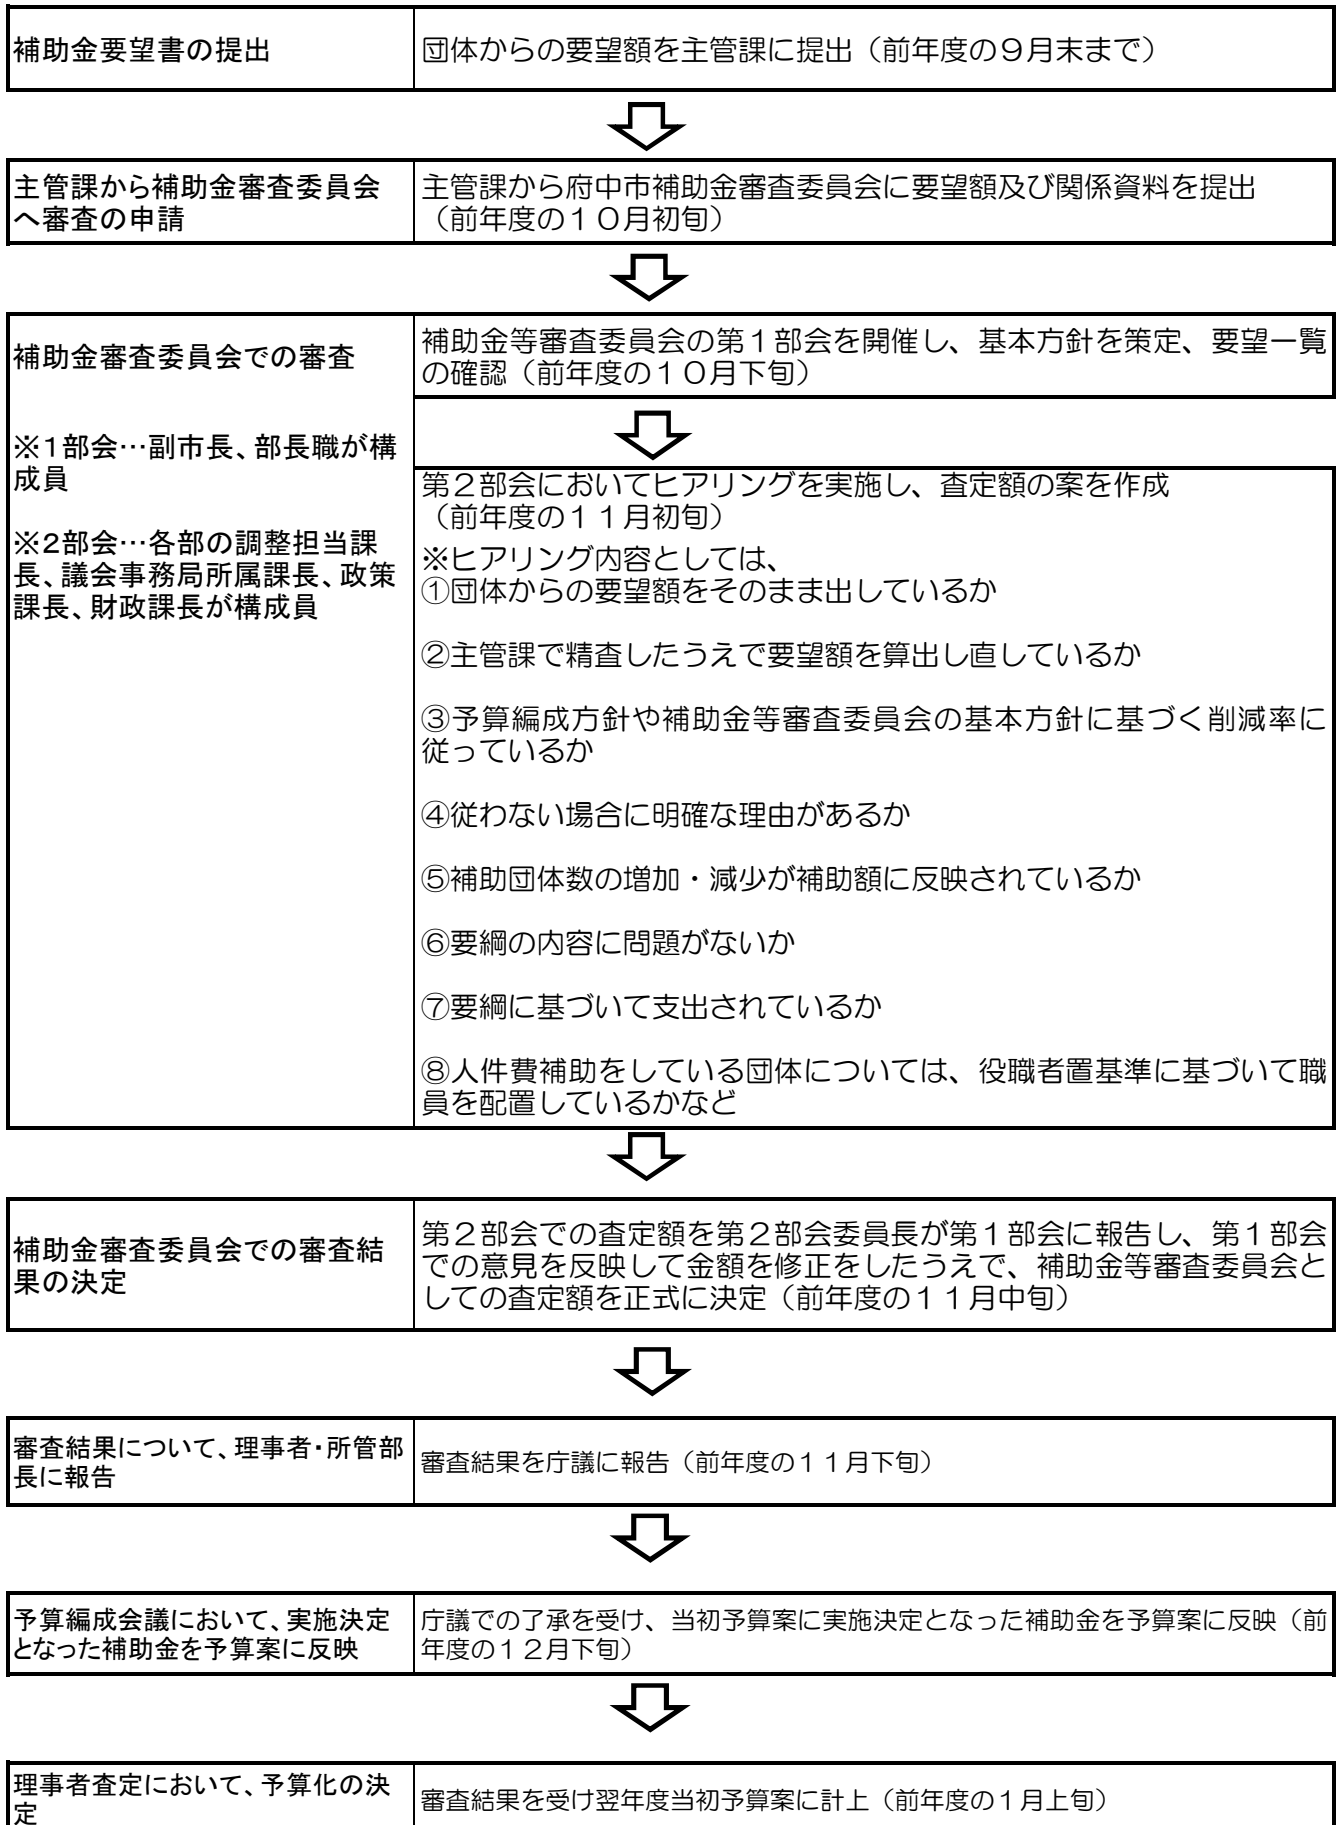 補助金要望書の提出
団体からの要望額を主管課に提出（前年度の９月末まで）
主管課から補助金審査委員会
へ審査の申請
主管課から府中市補助金審査委員会に要望額及び関係資料を提出
（前年度の１０月初旬）
補助金審査委員会での審査
※1部会…副市長、部長職が構
成員
※2部会…各部の調整担当課
長、議会事務局所属課長、政策
課長、財政課長が構成員
補助金等審査委員会の第１部会を開催し、基本方針を策定、要望一覧
の確認（前年度の１０月下旬）
第２部会においてヒアリングを実施し、査定額の案を作成
（前年度の１１月初旬）
※ヒアリング内容としては、
①団体からの要望額をそのまま出しているか
②主管課で精査したうえで要望額を算出し直しているか
③予算編成方針や補助金等審査委員会の基本方針に基づく削減率に
従っているか
④従わない場合に明確な理由があるか
⑤補助団体数の増加・減少が補助額に反映されているか
⑥要綱の内容に問題がないか
⑦要綱に基づいて支出されているか
⑧人件費補助をしている団体については、役職者置基準に基づいて職
員を配置しているかなど
補助金審査委員会での審査結
果の決定
第２部会での査定額を第２部会委員長が第１部会に報告し、第１部会
での意見を反映して金額を修正をしたうえで、補助金等審査委員会と
しての査定額を正式に決定（前年度の１１月中旬）
審査結果について、理事者・所管部
長に報告
審査結果を庁議に報告（前年度の１１月下旬）
予算編成会議において、実施決定
となった補助金を予算案に反映
庁議での了承を受け、当初予算案に実施決定となった補助金を予算案に反映（前
年度の１２月下旬）
理事者査定において、予算化の決
定
審査結果を受け翌年度当初予算案に計上（前年度の１月上旬）